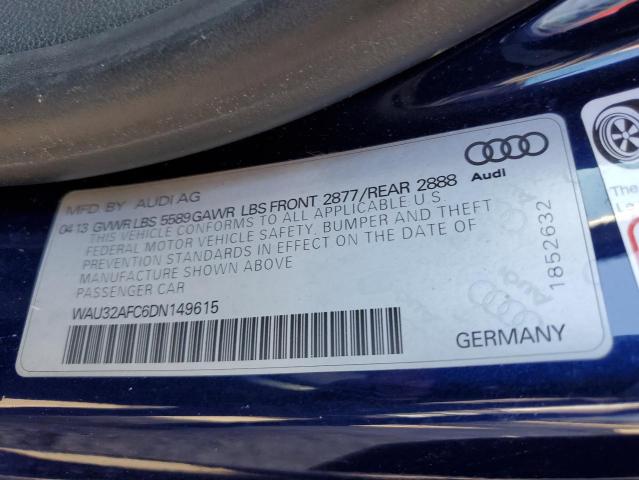 MFD. BY AUDI AG
Audi
04 13 GVWR LBS 5589 GAWR LBS FRONT 2877/REAR 2888
THIS VEHICLE CONFORMS TO ALL APPLICABLE U S
FEDERAL MOTOR VEHICLE SAFETY, BUMPER AND THEFT
PREVENTION STANDARDS IN EFFECT ON THE DATE OF
MANUFACTURE SHOWN ABOVE
PASSENGER CAR
WAU32AFC6DN149615
1852632
Audi
GERMANY